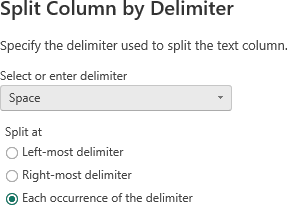 Split Column by Delimiter
Specify the delimiter used to split the text column.
Select or enter delimiter
Space
Split at
Left-most delimiter
Right-most delimiter
Each occurrence of the delimiter